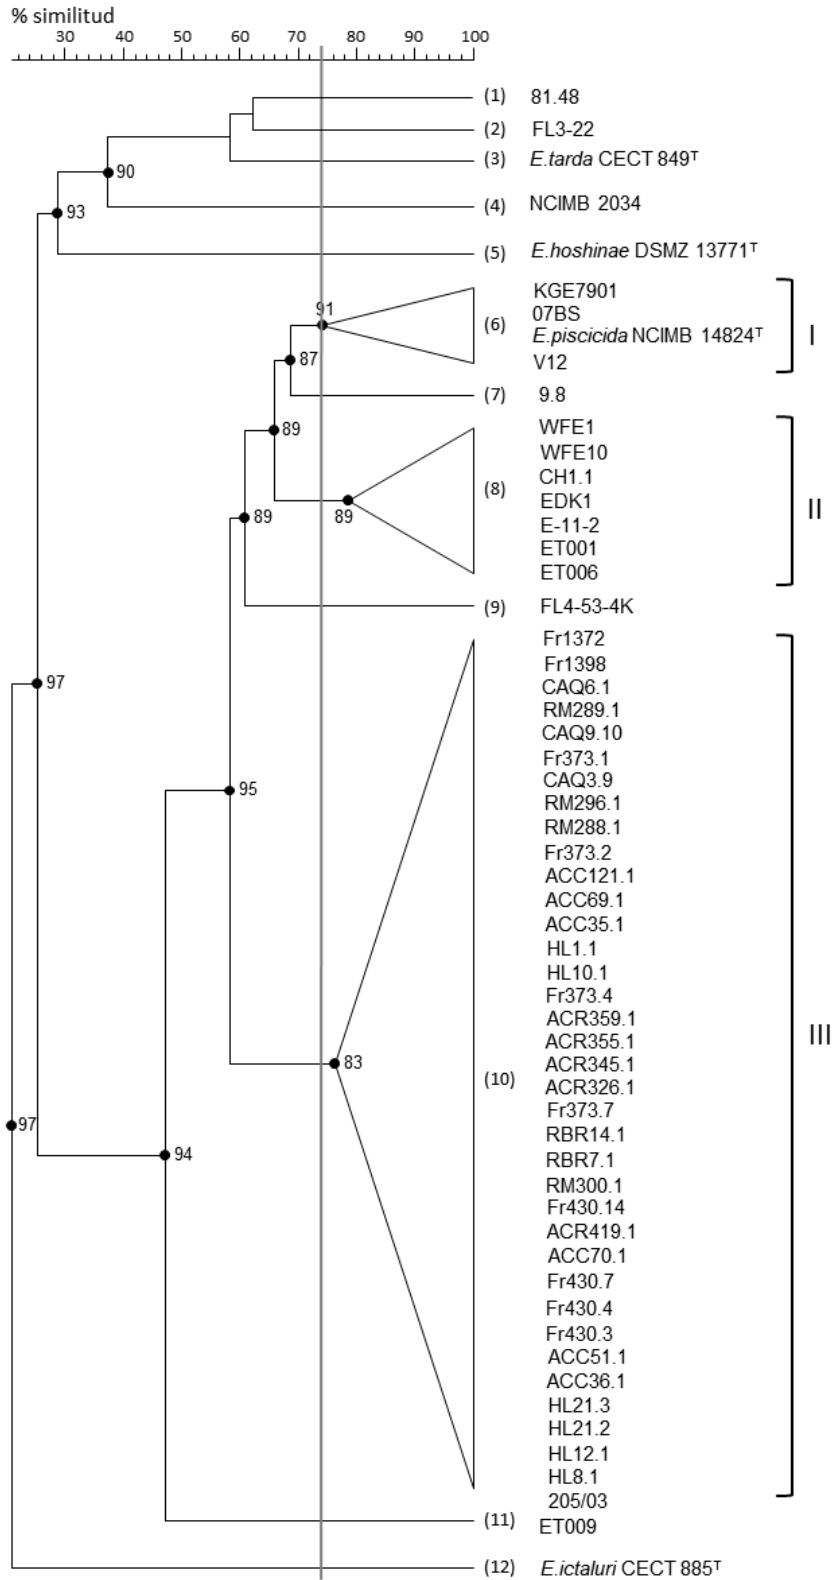 % similitud
30 40 50 60 70 80 90 100
(1) 81.48
(2) FL3-22
(3) E.tarda CECT 849ᵀ
90
(4) NCIMB 2034
93
(5) E.hoshinae DSMZ 13771ᵀ
KGE7901
91
07BS
(6)
E.piscicida NCIMB 14824ᵀ
I
V12
87
(7) 9.8
WFE1
89
WFE10
CH1.1
(8)
EDK1
II
89
89
E-11-2
ET001
ET006
(9) FL4-53-4K
Fr1372
Fr1398
97
CAQ6.1
RM289.1
CAQ9.10
Fr373.1
CAQ3.9
95
RM296.1
RM288.1
Fr373.2
ACC121.1
ACC69.1
ACC35.1
HL1.1
HL10.1
Fr373.4
ACR359.1
III
ACR355.1
83
ACR345.1
(10)
ACR326.1
Fr373.7
97
RBR14.1
94
RBR7.1
RM300.1
Fr430.14
ACR419.1
ACC70.1
Fr430.7
Fr430.4
Fr430.3
ACC51.1
ACC36.1
HL21.3
HL21.2
HL12.1
HL8.1
205/03
(11) ET009
(12) E.ictaluri CECT 885ᵀ